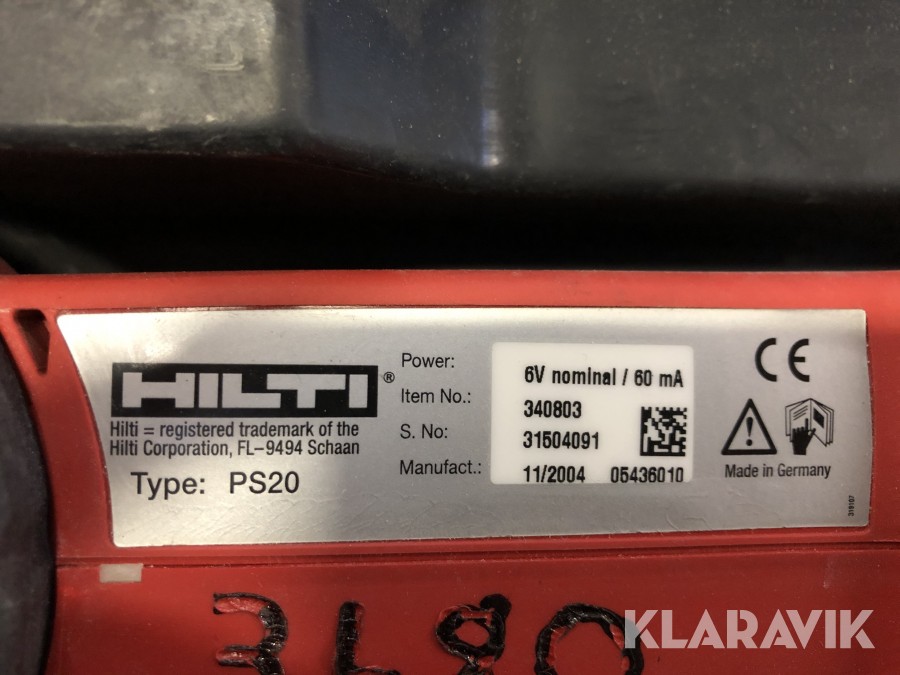 HILTI®
Hilti = registered trademark of the
Hilti Corporation, FL-9494 Schaan
Type: PS20
Power: 6V nominal / 60 mA
Item No.: 340803
S. No: 31504091
Manufact.: 11/2004 05436010
CE
Made in Germany
318107
KLARAVIK